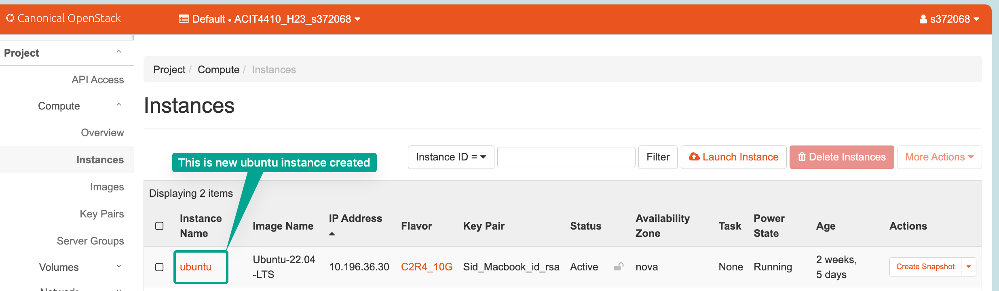 Canonical OpenStack
Default • ACIT4410_H23_s372068
s372068
Project
API Access
Compute
Overview
Instances
Images
Key Pairs
Server Groups
Volumes
Network
Project / Compute / Instances
Instances
Instance ID =
Filter
Launch Instance
Delete Instances
More Actions
This is new ubuntu instance created
Displaying 2 items
Instance Name
Image Name
IP Address
Flavor
Key Pair
Status
Availability Zone
Task
Power State
Age
Actions
ubuntu
Ubuntu-22.04
-LTS
10.196.36.30
C2R4_10G
Sid_Macbook_id_rsa
Active
nova
None
Running
2 weeks,
5 days
Create Snapshot